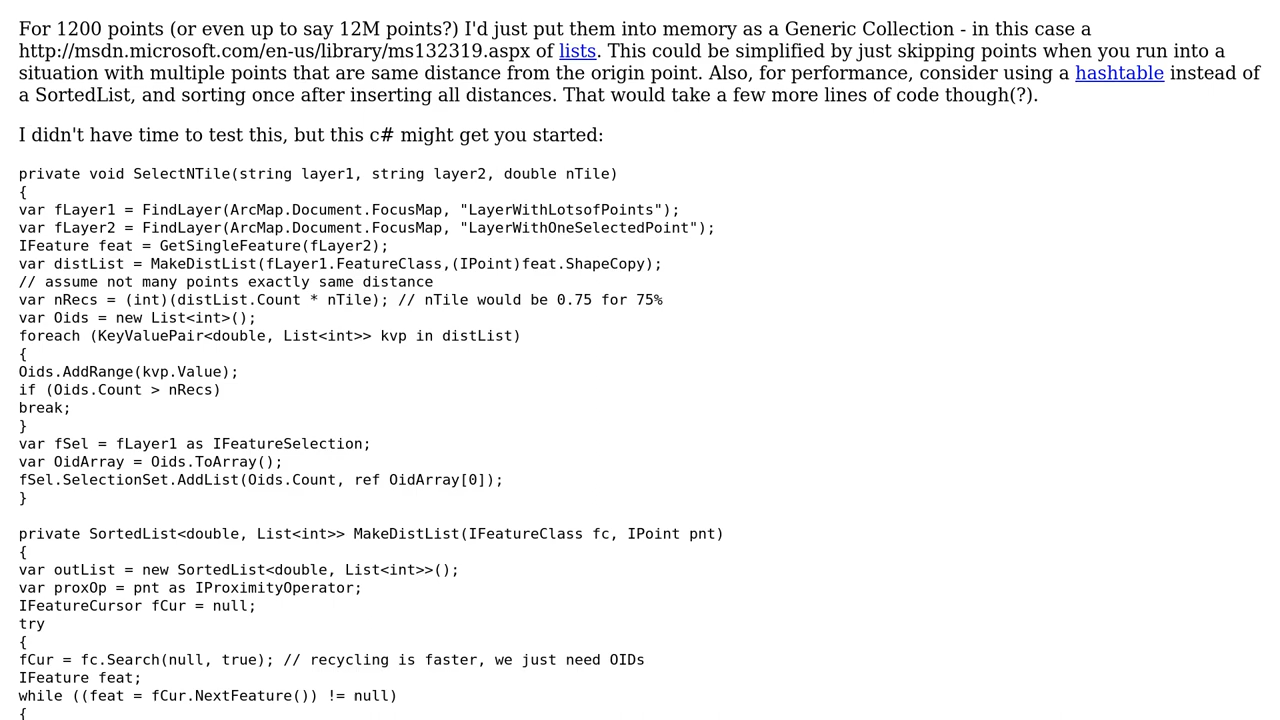 For 1200 points (or even up to say 12M points?) I'd just put them into memory as a Generic Collection - in this case a
http://msdn.microsoft.com/en-us/library/ms132319.aspx of lists. This could be simplified by just skipping points when you run into a
situation with multiple points that are same distance from the origin point. Also, for performance, consider using a hashtable instead of
a SortedList, and sorting once after inserting all distances. That would take a few more lines of code though(?).
I didn't have time to test this, but this c# might get you started:
private void SelectNTile(string layer1, string layer2, double nTile)
{
var fLayer1 = FindLayer(ArcMap.Document.FocusMap, "LayerWithLotsofPoints");
var fLayer2 = FindLayer(ArcMap.Document.FocusMap, "LayerWithOneSelectedPoint");
IFeature feat = GetSingleFeature(fLayer2);
var distList = MakeDistList(fLayer1.FeatureClass,(IPoint)feat.ShapeCopy);
// assume not many points exactly same distance
var nRecs = (int)(distList.Count * nTile); // nTile would be 0.75 for 75%
var Oids = new List<int>();
foreach (KeyValuePair<double, List<int>> kvp in distList)
{
Oids.AddRange(kvp.Value);
if (Oids.Count > nRecs)
break;
}
var fSel = fLayer1 as IFeatureSelection;
var OidArray = Oids.ToArray();
fSel.SelectionSet.AddList(Oids.Count, ref OidArray[0]);
}
private SortedList<double, List<int>> MakeDistList(IFeatureClass fc, IPoint pnt)
{
var outList = new SortedList<double, List<int>>();
var proxOp = pnt as IProximityOperator;
IFeatureCursor fCur = null;
try
{
fCur = fc.Search(null, true); // recycling is faster, we just need OIDs
IFeature feat;
while ((feat = fCur.NextFeature()) != null)
{